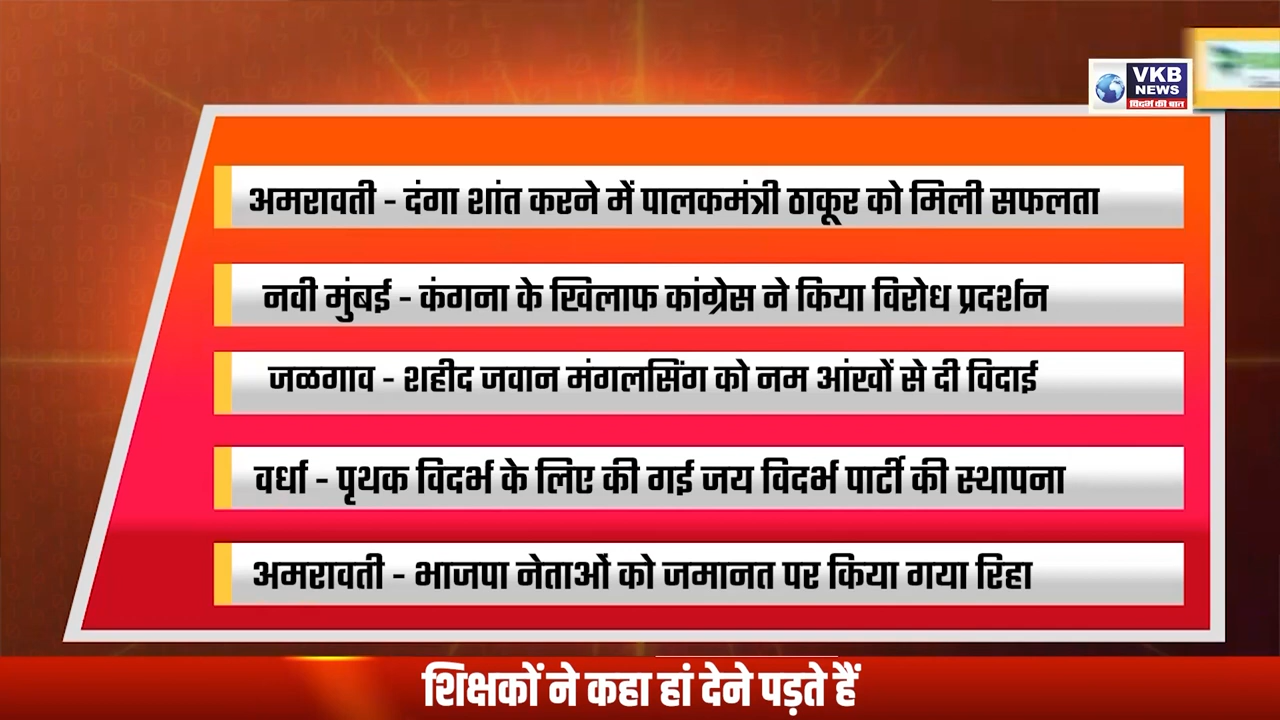 VKB
NEWS
विदर्भ की बात
अमरावती - दंगा शांत करने में पालकमंत्री ठाकूर को मिली सफलता
नवी मुंबई - कंगना के खिलाफ कांग्रेस ने किया विरोध प्रदर्शन
जळगाव - शहीद जवान मंगलसिंग को नम आंखों से दी विदाई
वर्धा - पृथक विदर्भ के लिए की गई जय विदर्भ पार्टी की स्थापना
अमरावती - भाजपा नेताओं को जमानत पर किया गया रिहा
शिक्षकों ने कहा हां देने पड़ते हैं